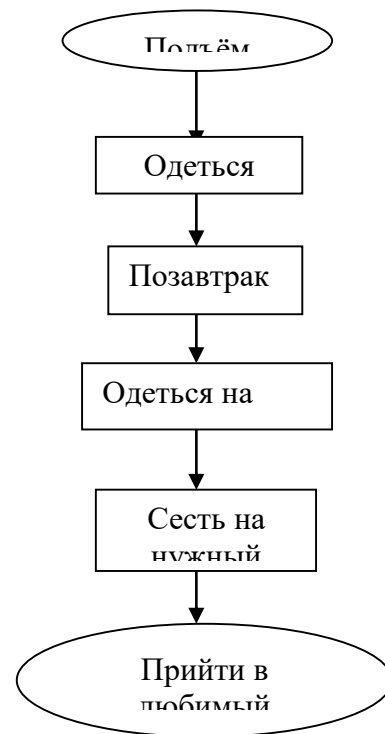 Подъём
Одеться
Позавтрак
Одеться на
Сесть на
нужный
Прийти в
любимый